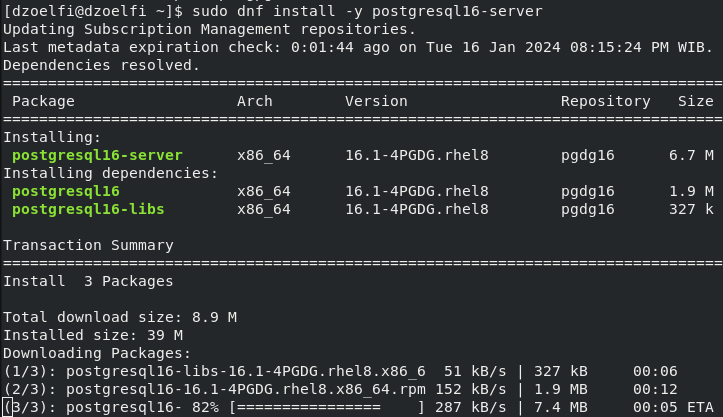 [dzoelfi@dzoelfi ~]$ sudo dnf install -y postgresql16-server
Updating Subscription Management repositories.
Last metadata expiration check: 0:01:44 ago on Tue 16 Jan 2024 08:15:24 PM WIB.
Dependencies resolved.
================================================================================
Package Arch Version Repository Size
================================================================================
Installing:
postgresql16-server x86_64 16.1-4PGDG.rhel8 pgdg16 6.7 M
Installing dependencies:
postgresql16 x86_64 16.1-4PGDG.rhel8 pgdg16 1.9 M
postgresql16-libs x86_64 16.1-4PGDG.rhel8 pgdg16 327 k
Transaction Summary
================================================================================
Install 3 Packages
Total download size: 8.9 M
Installed size: 39 M
Downloading Packages:
(1/3): postgresql16-libs-16.1-4PGDG.rhel8.x86_6 51 kB/s | 327 kB 00:06
(2/3): postgresql16-16.1-4PGDG.rhel8.x86_64.rpm 152 kB/s | 1.9 MB 00:12
(3/3): postgresql16- 82% [================ ] 287 kB/s | 7.4 MB 00:05 ETA